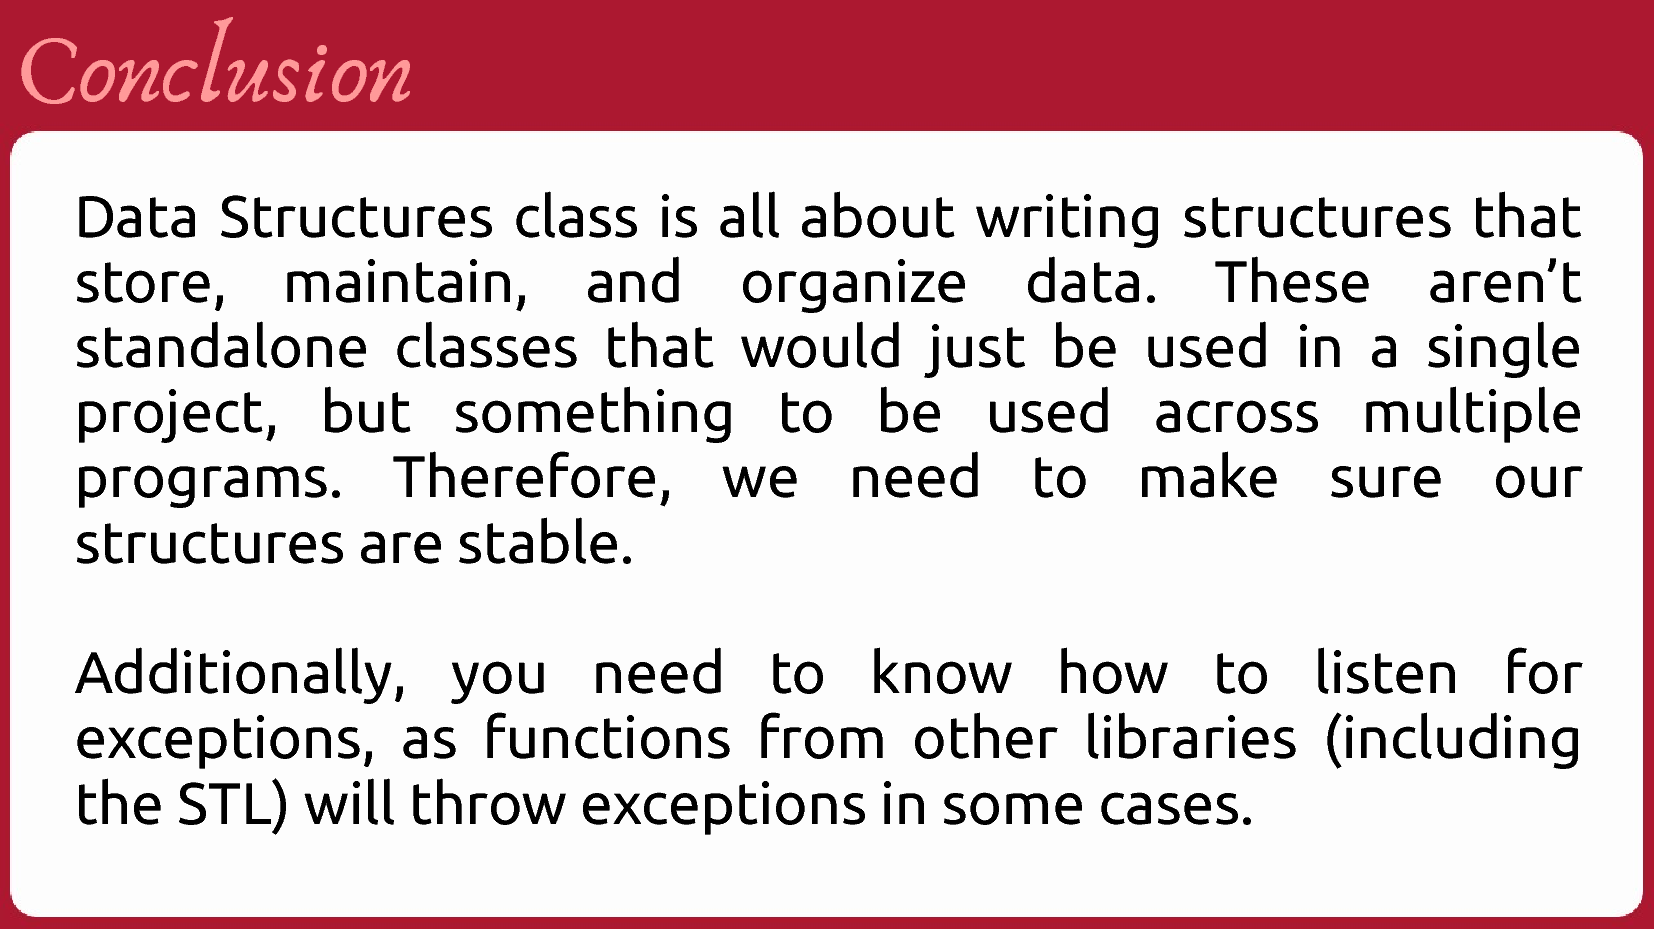 Conclusion
Data Structures class is all about writing structures that
store, maintain, and organize data. These aren’t
standalone classes that would just be used in a single
project, but something to be used across multiple
programs. Therefore, we need to make sure our
structures are stable.
Additionally, you need to know how to listen for
exceptions, as functions from other libraries (including
the STL) will throw exceptions in some cases.